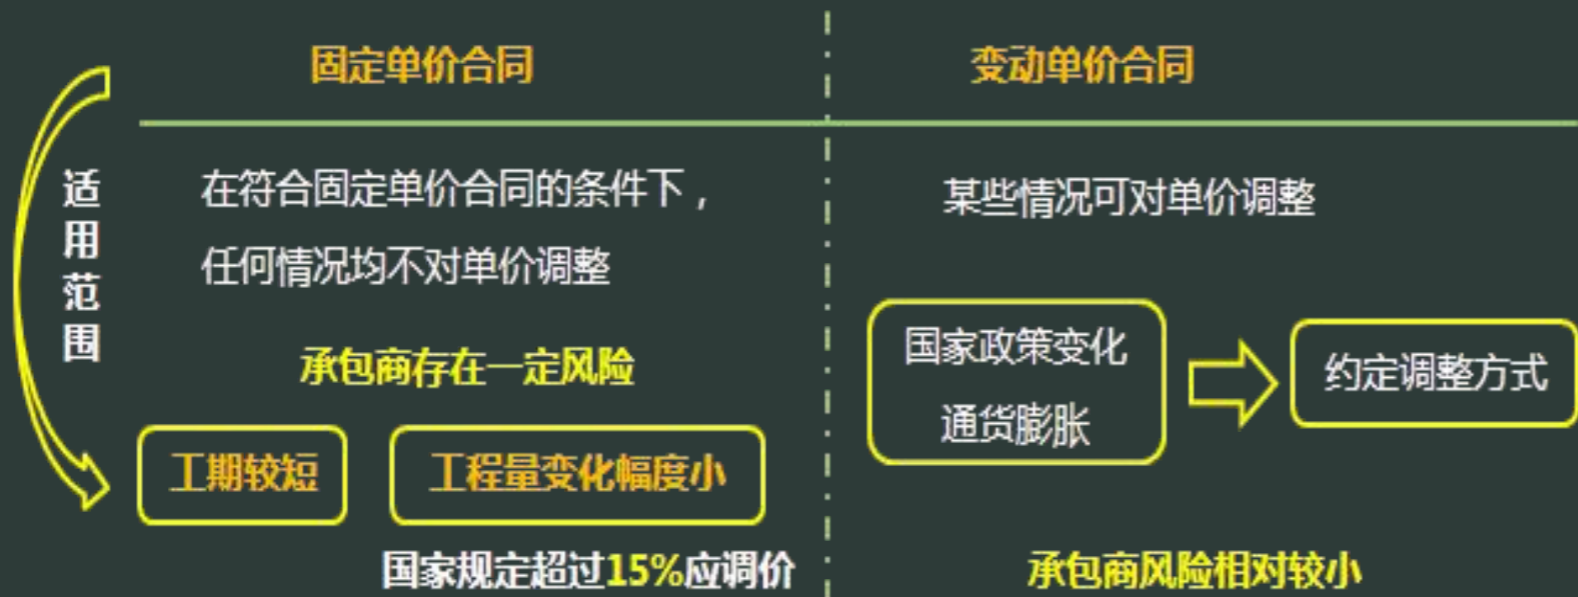 固定单价合同
变动单价合同
适用范围
在符合固定单价合同的条件下，
任何情况均不对单价调整
承包商存在一定风险
工期较短
工程量变化幅度小
国家规定超过15%应调价
某些情况可对单价调整
国家政策变化
通货膨胀
约定调整方式
承包商风险相对较小